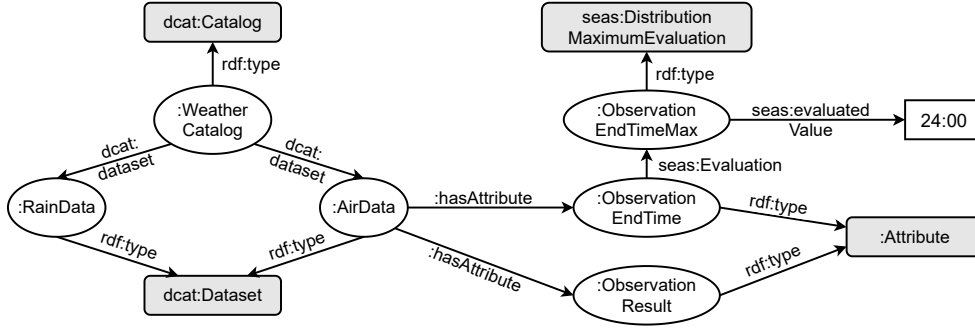 dcat:Catalog
seas:Distribution
MaximumEvaluation
rdf:type
rdf:type
:Weather
Catalog
:Observation
EndTimeMax
seas:evaluated
Value
24:00
dcat:
dataset
dcat:
dataset
seas:Evaluation
:RainData
:AirData
:hasAttribute
:Observation
EndTime
rdf:type
:Attribute
rdf:type
rdf:type
:hasAttribute
rdf:type
dcat:Dataset
:Observation
Result